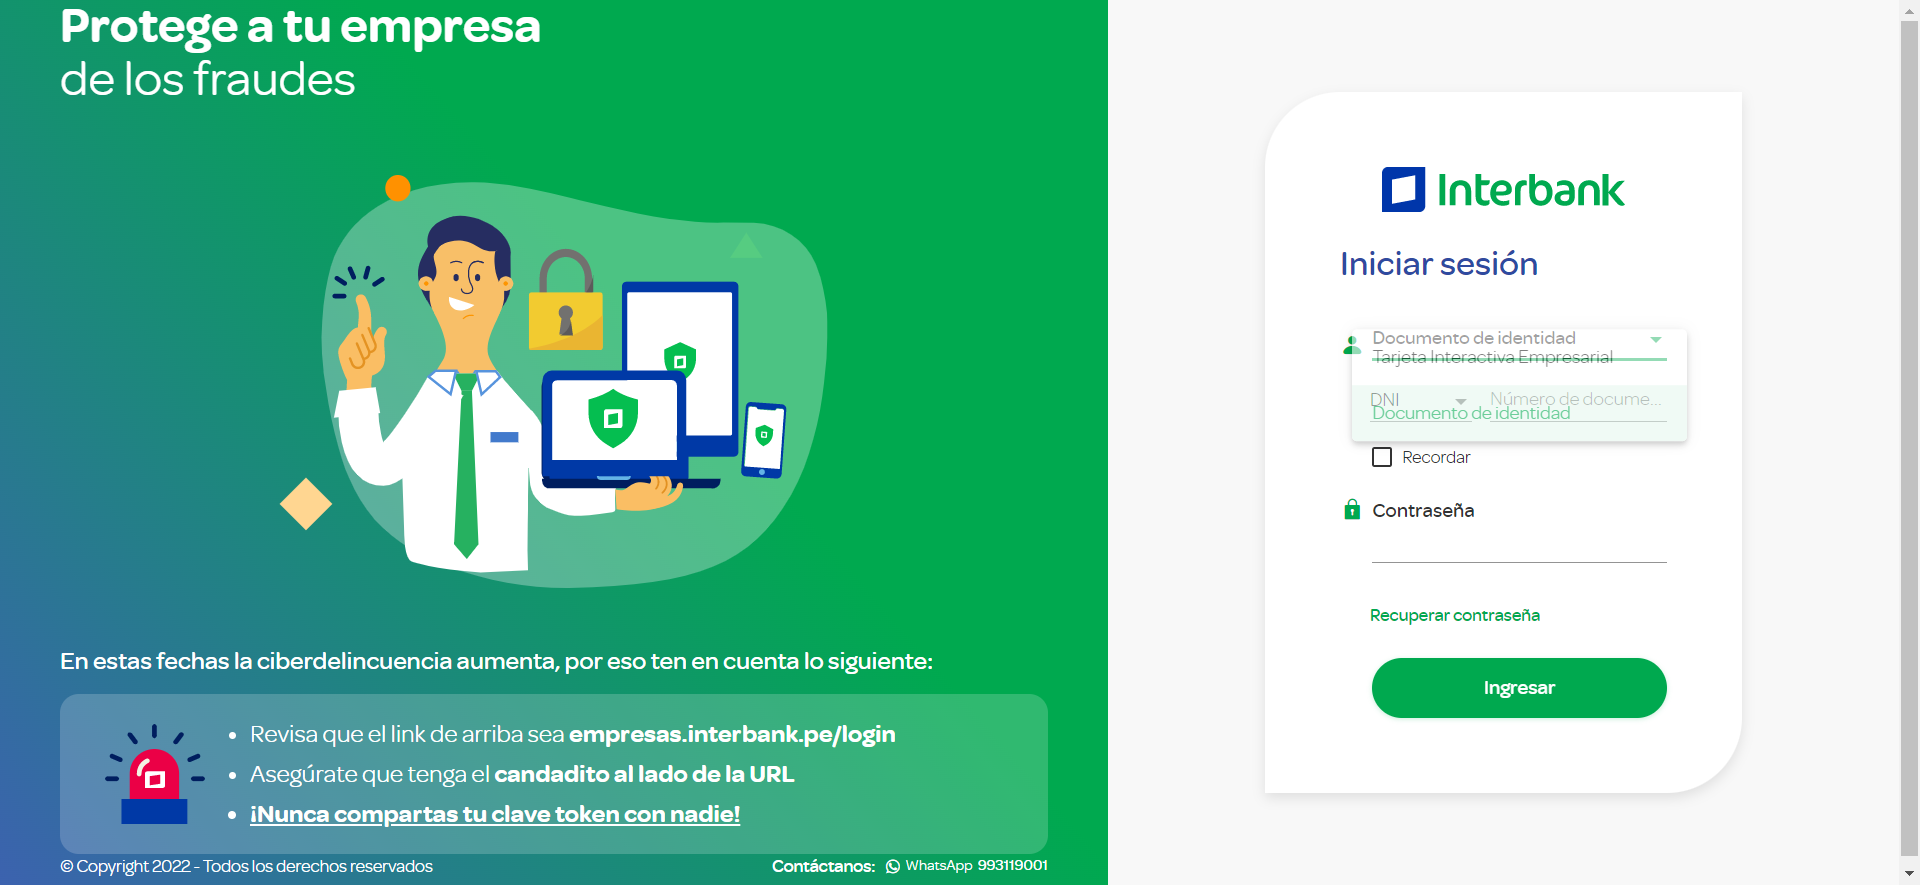 Protege a tu empresa
de los fraudes
En estas fechas la ciberdelincuencia aumenta, por eso ten en cuenta lo siguiente:
• Revisa que el link de arriba sea empresas.interbank.pe/login
• Asegúrate que tenga el candadito al lado de la URL
• ¡Nunca compartas tu clave token con nadie!
© Copyright 2022 - Todos los derechos reservados
Contáctanos: WhatsApp 993119001
Interbank
Iniciar sesión
Documento de identidad
Tarjeta Interactiva Empresarial
DNI Número de docume...
Documento de identidad
Recordar
Contraseña
Recuperar contraseña
Ingresar